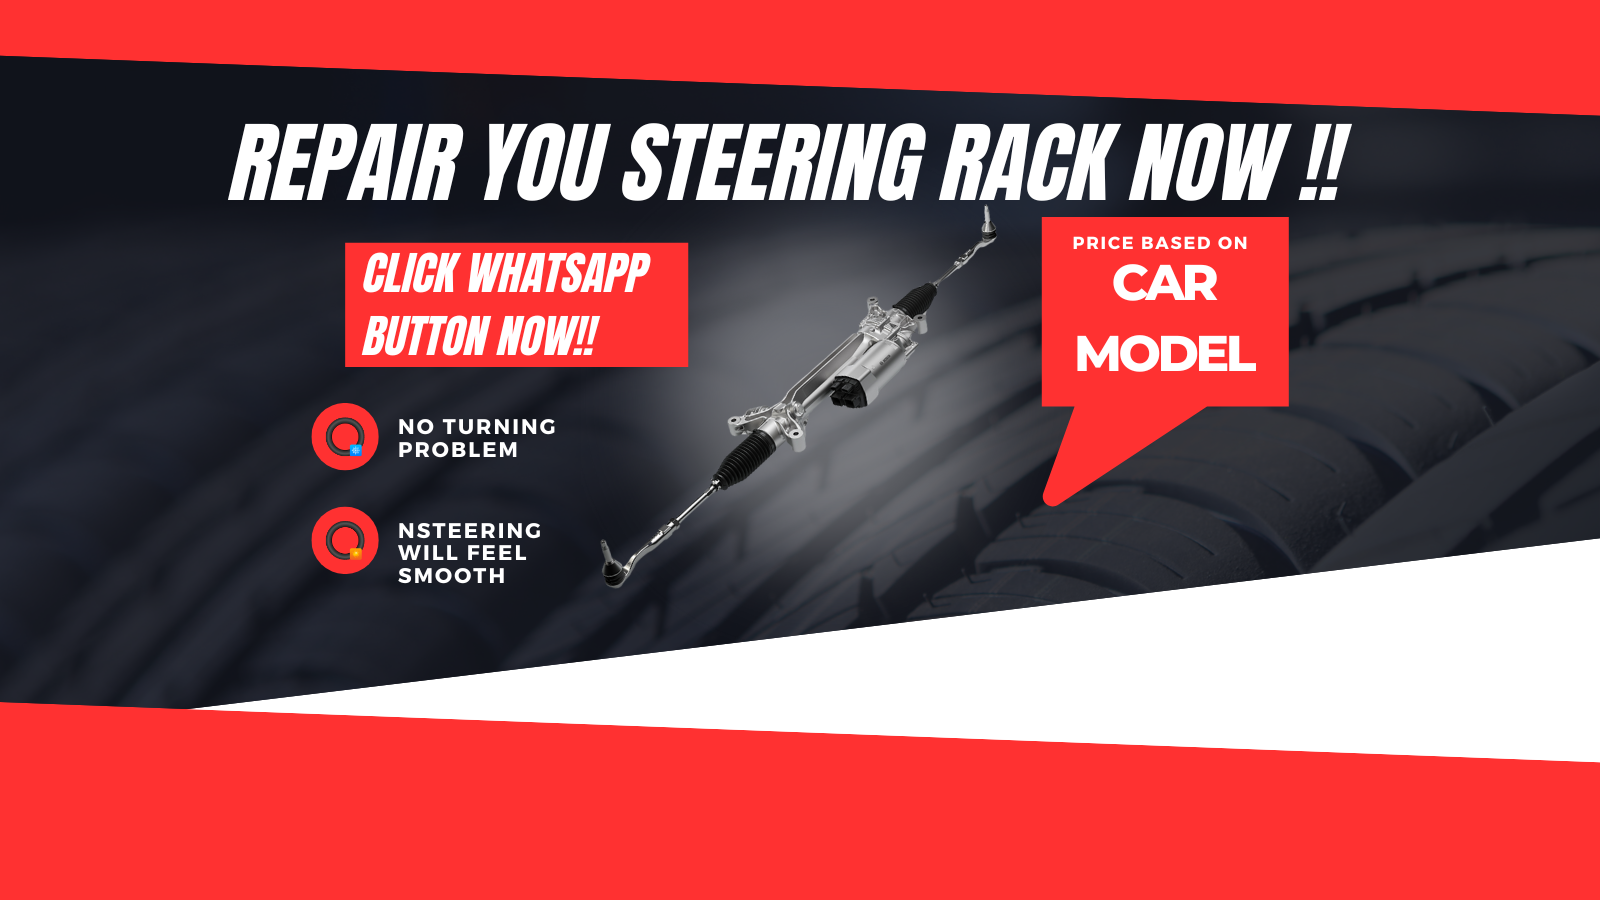 REPAIR YOU STEERING RACK NOW !!
CLICK WHATSAPP
BUTTON NOW!!
PRICE BASED ON
CAR
MODEL
NO TURNING
PROBLEM
NSTEERING
WILL FEEL
SMOOTH